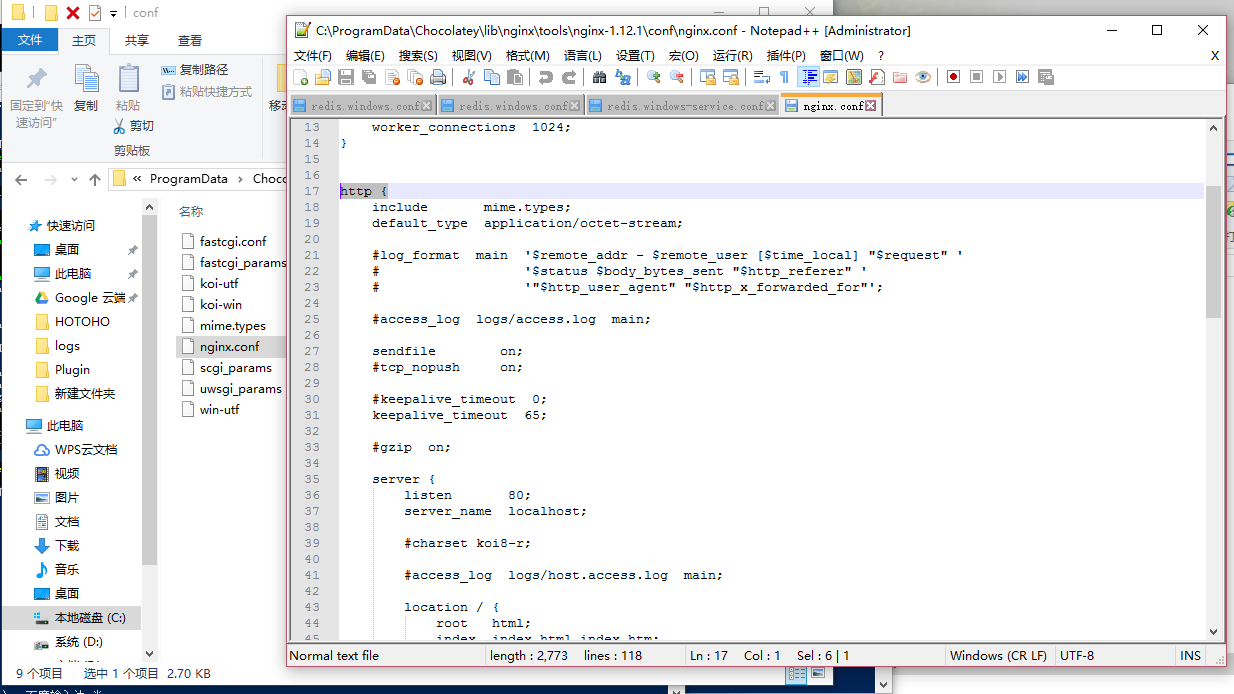 conf
文件 主页 共享 查看
复制路径
粘贴快捷方式
固定到"快
速访问"
复制
粘贴
剪切
剪贴板
« ProgramData › Choc
快速访问
桌面
此电脑
Google 云端
HOTOHO
logs
Plugin
新建文件夹
此电脑
WPS云文档
视频
图片
文档
下载
音乐
桌面
本地磁盘 (C:)
系统 (D:)
名称
fastcgi.conf
fastcgi_params
koi-utf
koi-win
mime.types
nginx.conf
scgi_params
uwsgi_params
win-utf
9 个项目 选中 1 个项目 2.70 KB
C:\ProgramData\Chocolatey\lib\nginx\tools\nginx-1.12.1\conf\nginx.conf - Notepad++ [Administrator]
文件(F) 编辑(E) 搜索(S) 视图(V) 格式(M) 语言(L) 设置(T) 宏(O) 运行(R) 插件(P) 窗口(W) ? X
redis.windows.conf redis.windows.conf redis.windows-service.conf nginx.conf
13 worker_connections 1024;
14 }
15
16
17 http {
18 include mime.types;
19 default_type application/octet-stream;
20
21 #log_format main '$remote_addr - $remote_user [$time_local] "$request" '
22 # '$status $body_bytes_sent "$http_referer" '
23 # '"$http_user_agent" "$http_x_forwarded_for"';
24
25 #access_log logs/access.log main;
26
27 sendfile on;
28 #tcp_nopush on;
29
30 #keepalive_timeout 0;
31 keepalive_timeout 65;
32
33 #gzip on;
34
35 server {
36 listen 80;
37 server_name localhost;
38
39 #charset koi8-r;
40
41 #access_log logs/host.access.log main;
42
43 location / {
44 root html;
45 index index.html index.htm;
Normal text file length : 2,773 lines : 118 Ln : 17 Col : 1 Sel : 6 | 1 Windows (CR LF) UTF-8 INS